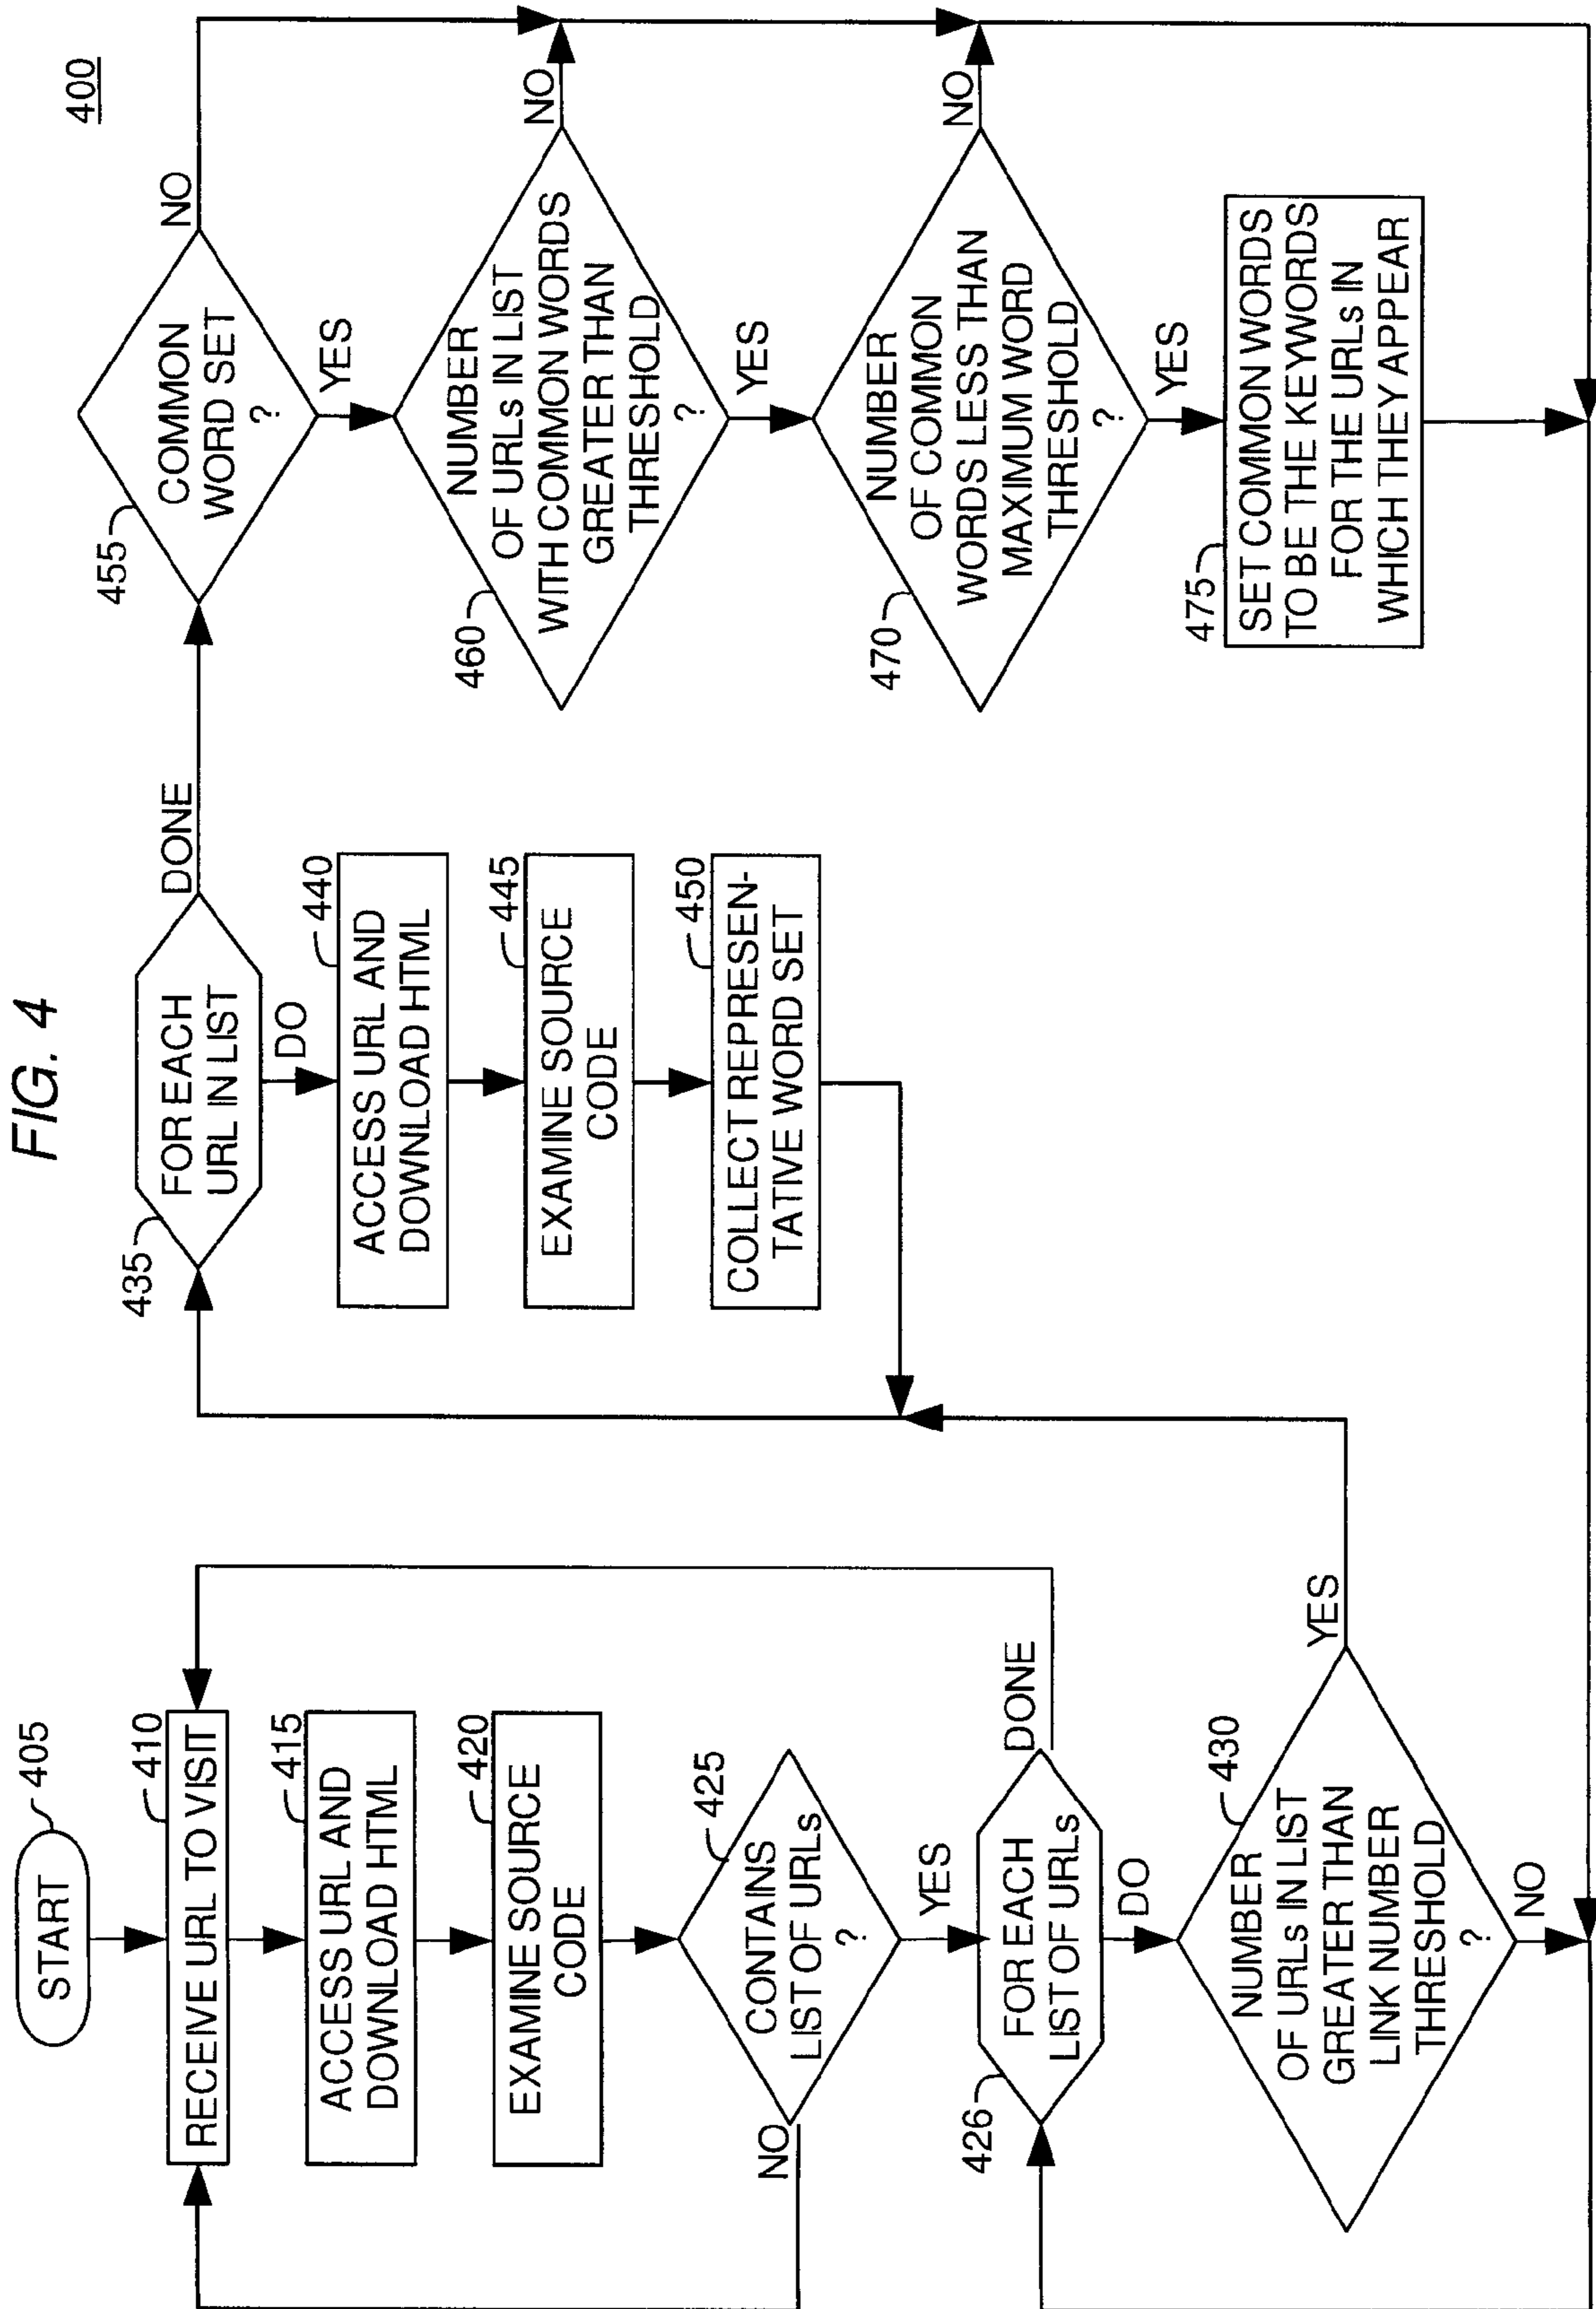 FIG. 4
400
START
405
RECEIVE URL TO VISIT
410
ACCESS URL AND
DOWNLOAD HTML
415
EXAMINE SOURCE
CODE
420
CONTAINS
LIST OF URLs
?
425
NO
YES
FOR EACH
LIST OF URLs
426
DONE
DO
NUMBER
OF URLs IN LIST
GREATER THAN
LINK NUMBER
THRESHOLD
?
430
YES
NO
FOR EACH
URL IN LIST
435
DONE
DO
ACCESS URL AND
DOWNLOAD HTML
440
EXAMINE SOURCE
CODE
445
COLLECT REPRESEN-
TATIVE WORD SET
450
COMMON
WORD SET
?
455
NO
YES
NUMBER
OF URLs IN LIST
WITH COMMON WORDS
GREATER THAN
THRESHOLD
?
460
NO
YES
NUMBER
OF COMMON
WORDS LESS THAN
MAXIMUM WORD
THRESHOLD
?
470
NO
YES
SET COMMON WORDS
TO BE THE KEYWORDS
FOR THE URLs IN
WHICH THEY APPEAR
475